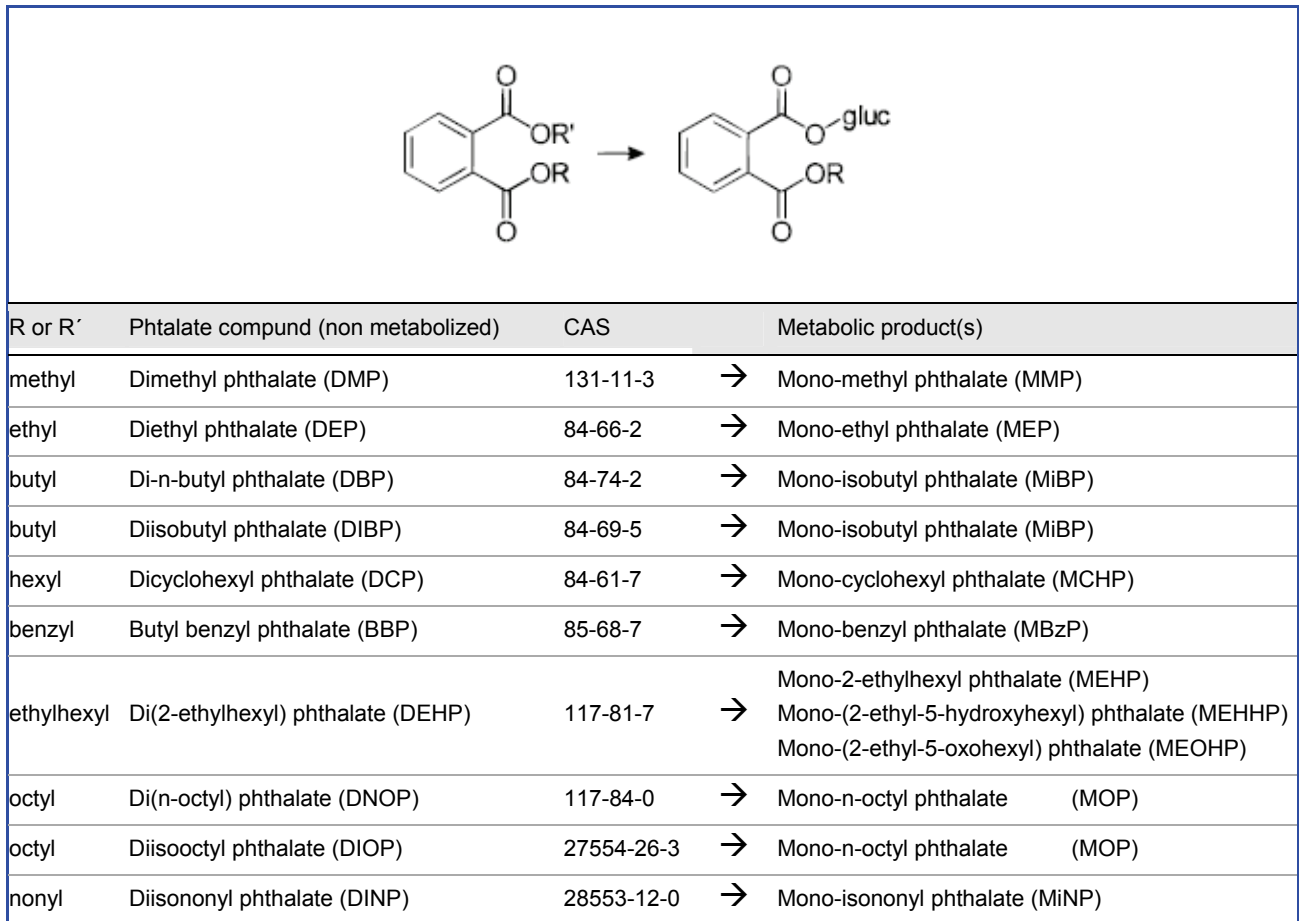 O O
OR' O gluc
OR OR
O O
R or R´ Phtalate compund (non metabolized) CAS Metabolic product(s)
methyl Dimethyl phthalate (DMP) 131-11-3 → Mono-methyl phthalate (MMP)
ethyl Diethyl phthalate (DEP) 84-66-2 → Mono-ethyl phthalate (MEP)
butyl Di-n-butyl phthalate (DBP) 84-74-2 → Mono-isobutyl phthalate (MiBP)
butyl Diisobutyl phthalate (DIBP) 84-69-5 → Mono-isobutyl phthalate (MiBP)
hexyl Dicyclohexyl phthalate (DCP) 84-61-7 → Mono-cyclohexyl phthalate (MCHP)
benzyl Butyl benzyl phthalate (BBP) 85-68-7 → Mono-benzyl phthalate (MBzP)
Mono-2-ethylhexyl phthalate (MEHP)
ethylhexyl Di(2-ethylhexyl) phthalate (DEHP) 117-81-7 → Mono-(2-ethyl-5-hydroxyhexyl) phthalate (MEHHP)
Mono-(2-ethyl-5-oxohexyl) phthalate (MEOHP)
octyl Di(n-octyl) phthalate (DNOP) 117-84-0 → Mono-n-octyl phthalate (MOP)
octyl Diisooctyl phthalate (DIOP) 27554-26-3 → Mono-n-octyl phthalate (MOP)
nonyl Diisononyl phthalate (DINP) 28553-12-0 → Mono-isononyl phthalate (MiNP)